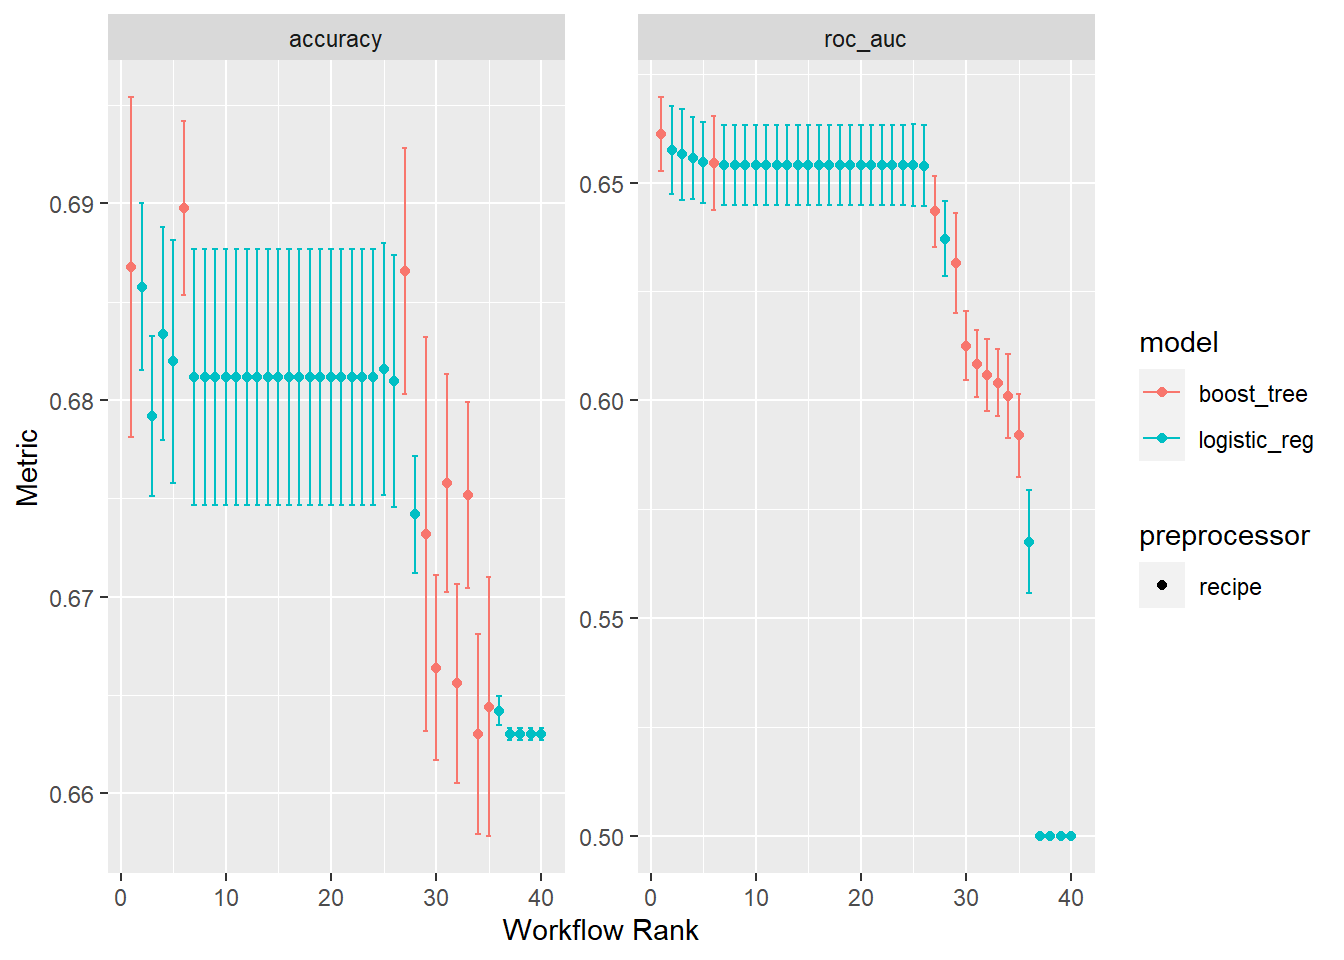 accuracy
roc_auc
Metric
0.69
0.68
0.67
0.66
0.65
0.60
0.55
0.50
0 10 20 30 40
0 10 20 30 40
Workflow Rank
model
boost_tree
logistic_reg
preprocessor
recipe